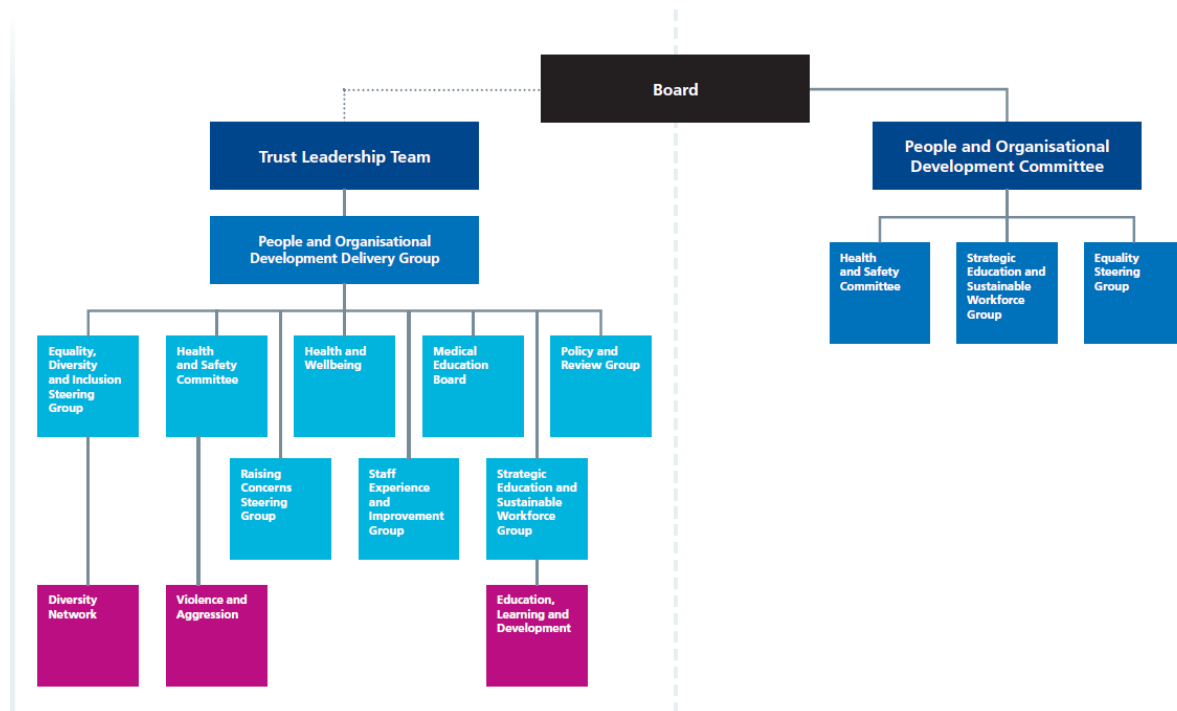 Board
Trust Leadership Team
People and Organisational
Development Committee
People and Organisational
Development Delivery Group
Health
and Safety
Committee
Strategic
Education and
Sustainable
Workforce
Group
Equality
Steering
Group
Equality,
Diversity
and Inclusion
Steering
Group
Health
and Safety
Committee
Health and
Wellbeing
Medical
Education
Board
Policy and
Review Group
Raising
Concerns
Steering
Group
Staff
Experience
and
Improvement
Group
Strategic
Education and
Sustainable
Workforce
Group
Diversity
Network
Violence and
Aggression
Education,
Learning and
Development